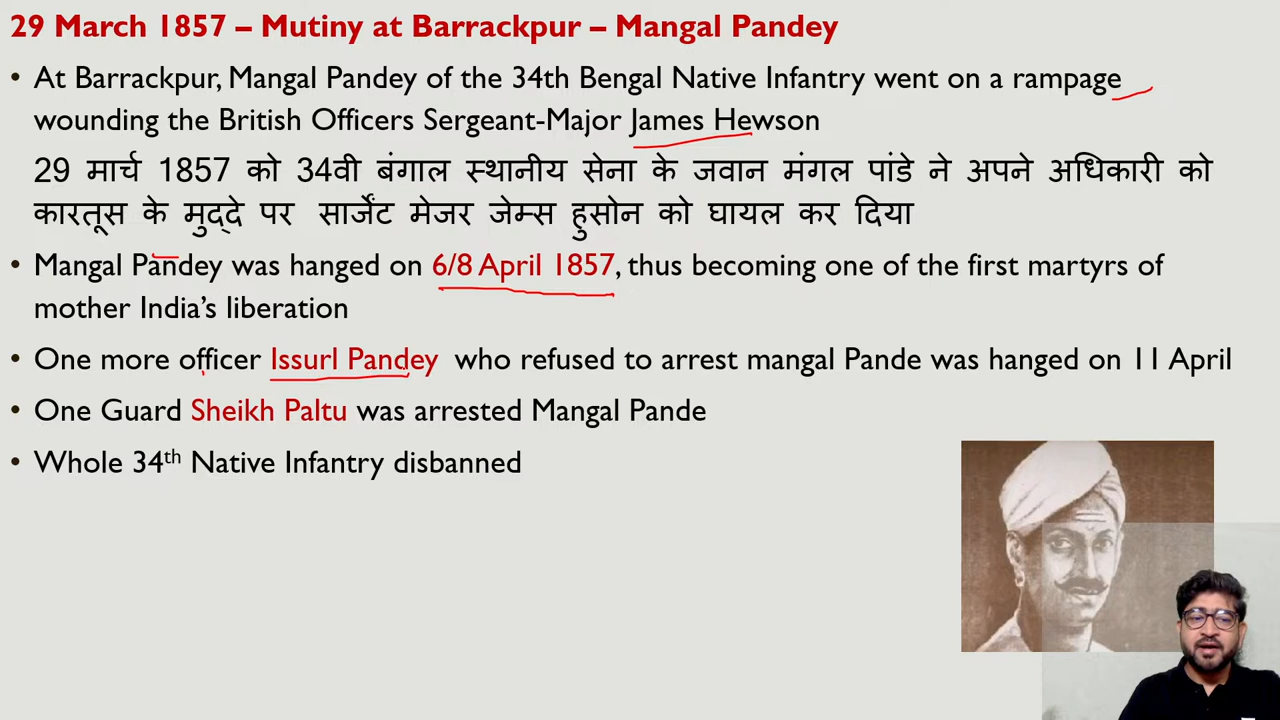 29 March 1857 – Mutiny at Barrackpur – Mangal Pandey
• At Barrackpur, Mangal Pandey of the 34th Bengal Native Infantry went on a rampage
wounding the British Officers Sergeant-Major James Hewson
29 मार्च 1857 को 34वी बंगाल स्थानीय सेना के जवान मंगल पांडे ने अपने अधिकारी को
कारतूस के मुद्दे पर सार्जेंट मेजर जेम्स हुसोन को घायल कर दिया
• Mangal Pandey was hanged on 6/8 April 1857, thus becoming one of the first martyrs of
mother India’s liberation
• One more officer Issurl Pandey who refused to arrest mangal Pande was hanged on 11 April
• One Guard Sheikh Paltu was arrested Mangal Pande
• Whole 34th Native Infantry disbanned